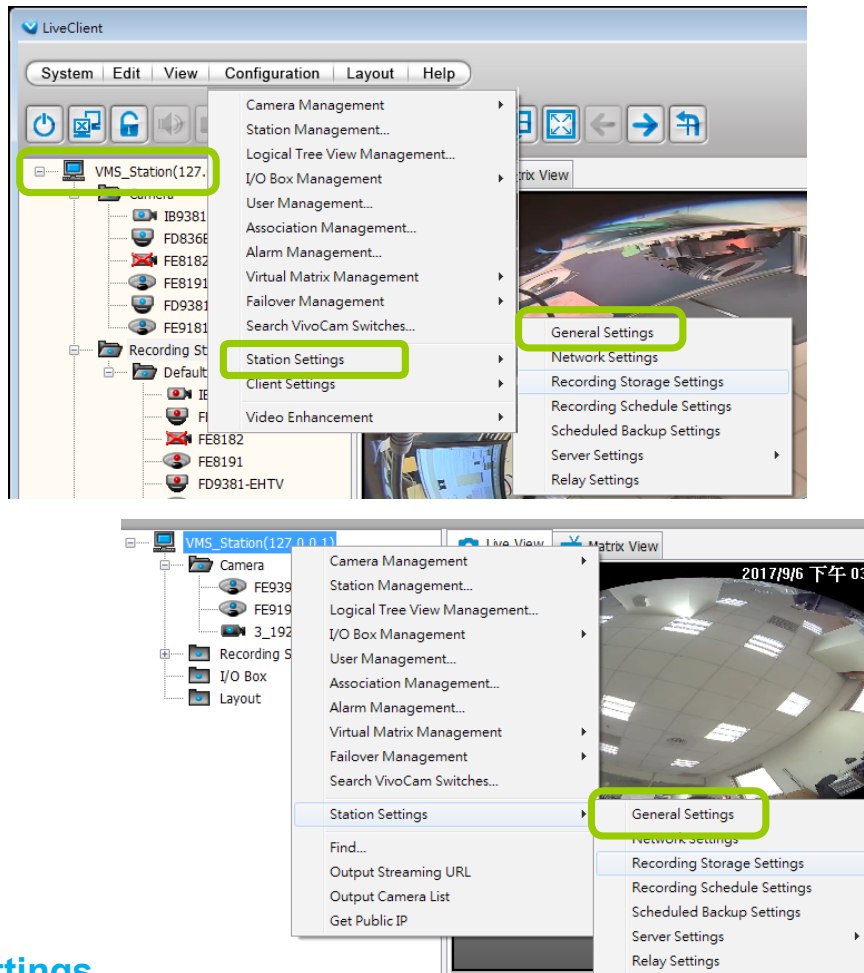 LiveClient
System Edit View Configuration Layout Help
Camera Management
Station Management...
Logical Tree View Management...
I/O Box Management
User Management...
Association Management...
Alarm Management...
Virtual Matrix Management
Failover Management
Search VivoCam Switches...
Station Settings
Client Settings
Video Enhancement
General Settings
Network Settings
Recording Storage Settings
Recording Schedule Settings
Scheduled Backup Settings
Server Settings
Relay Settings
trix View
VMS_Station(127.
Camera
IB9381
FD836
FE8182
FE8191
FD9381
FE9181
Recording St
Default
FE8182
FE8191
FD9381-EHTV
VMS_Station(127.0.0.1)
Camera
FE939
FE919
3_192
Recording S
I/O Box
Layout
Live View Matrix View
2017/9/6 下午 03
Camera Management
Station Management...
Logical Tree View Management...
I/O Box Management
User Management...
Association Management...
Alarm Management...
Virtual Matrix Management
Failover Management
Search VivoCam Switches...
Station Settings
Find...
Output Streaming URL
Output Camera List
Get Public IP
General Settings
Network Settings
Recording Storage Settings
Recording Schedule Settings
Scheduled Backup Settings
Server Settings
Relay Settings
ttings